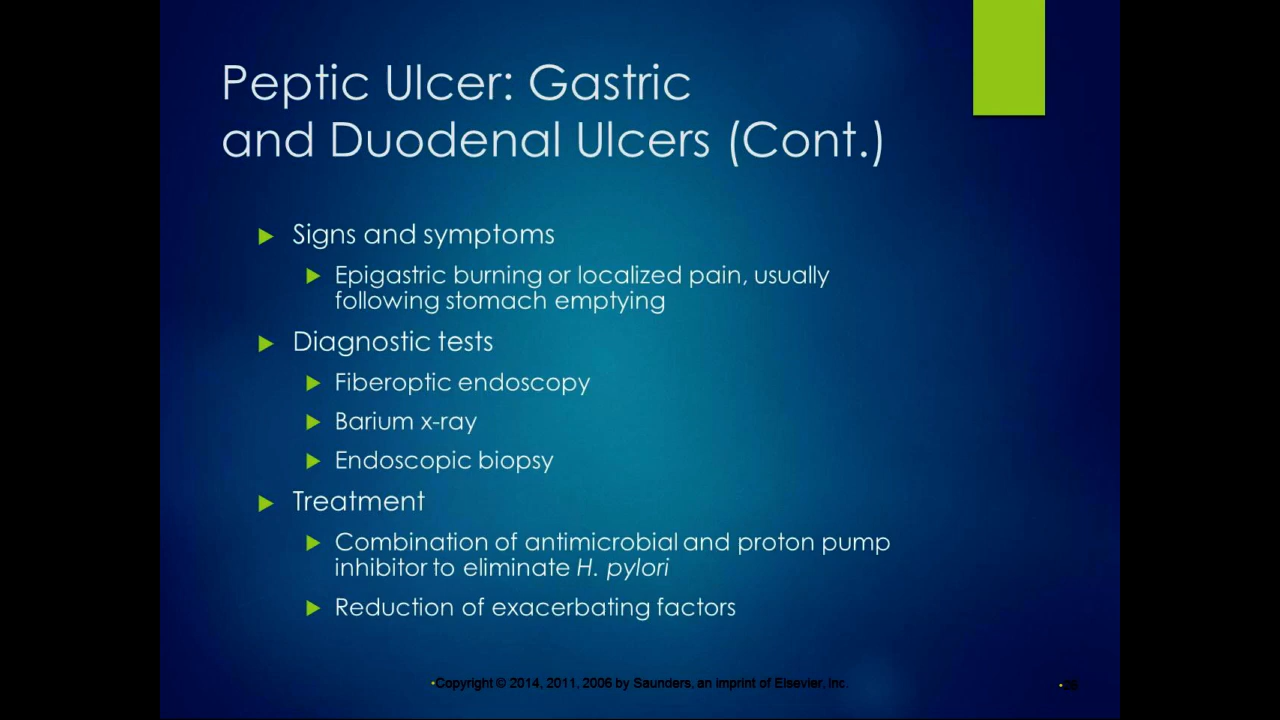 Peptic Ulcer: Gastric
and Duodenal Ulcers (Cont.)
Signs and symptoms
Epigastric burning or localized pain, usually
following stomach emptying
Diagnostic tests
Fiberoptic endoscopy
Barium x-ray
Endoscopic biopsy
Treatment
Combination of antimicrobial and proton pump
inhibitor to eliminate H. pylori
Reduction of exacerbating factors
•Copyright © 2014, 2011, 2006 by Saunders, an imprint of Elsevier, Inc.